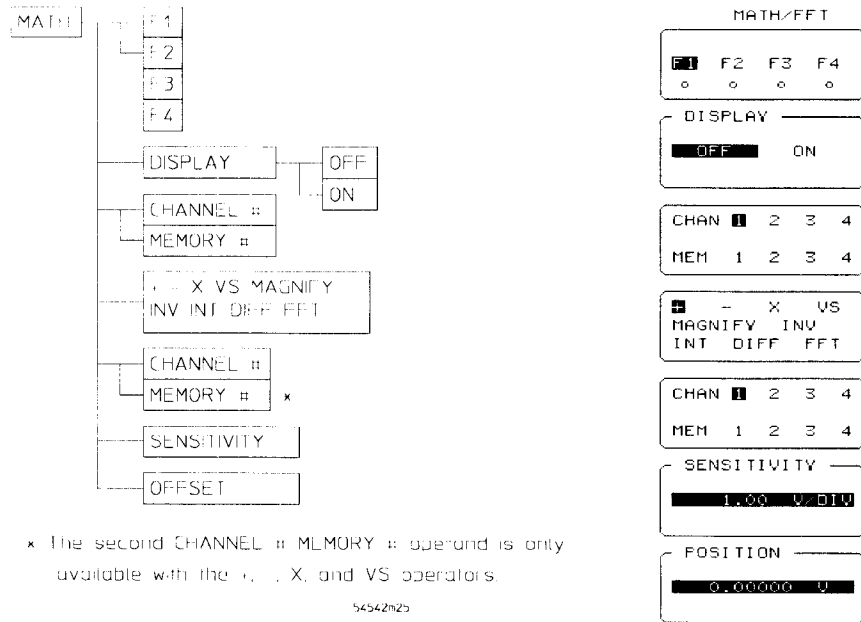 MATH
F1
F2
F3
F4
DISPLAY
OFF
ON
CHANNEL #
MEMORY #
+ - X VS MAGNIFY
INV INT DIFF FFT
CHANNEL #
MEMORY # *
SENSITIVITY
OFFSET
* The second CHANNEL # MEMORY # operand is only
available with the +, -, X, and VS operators.
54542m25
MATH/FFT
F1 F2 F3 F4
DISPLAY
OFF ON
CHAN 1 2 3 4
MEM 1 2 3 4
+ - X VS
MAGNIFY INV
INT DIFF FFT
CHAN 1 2 3 4
MEM 1 2 3 4
SENSITIVITY
1.00 V/DIV
POSITION
0.00000 V